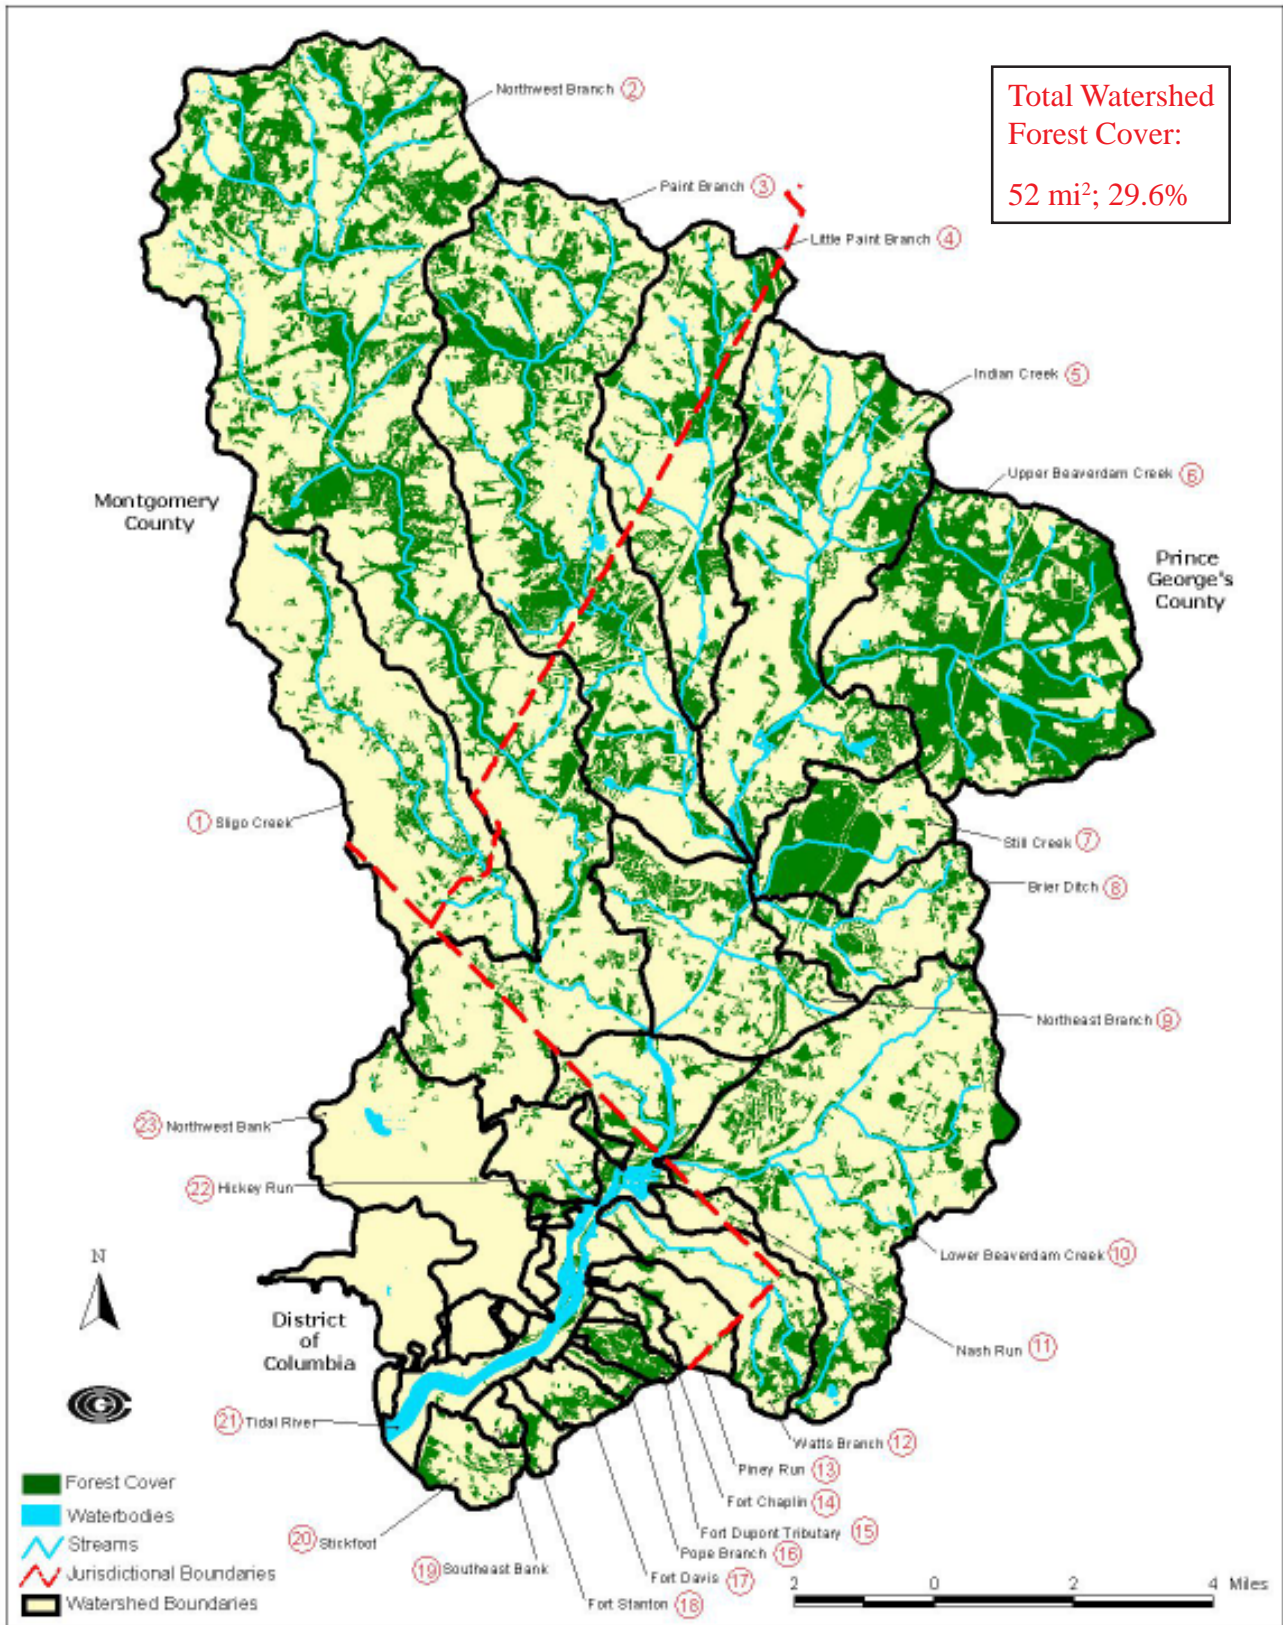 Northwest Branch 2
Total Watershed
Forest Cover:
52 mi²; 29.6%
Paint Branch 3
Little Paint Branch 4
Indian Creek 5
Upper Beaverdam Creek 6
Montgomery
County
Prince
George's
County
1 Sligo Creek
Still Creek 7
Brier Ditch 8
Northeast Branch 9
23 Northwest Bank
22 Hickey Run
Lower Beaverdam Creek 10
N
District
of
Columbia
Nash Run 11
21 Tidal River
Watts Branch 12
Piney Run 13
Fort Chaplin 14
Fort Dupont Tributary 15
Pope Branch 16
Fort Davis 17
Fort Stanton 18
19 Southeast Bank
20 Stickfoot
Forest Cover
Waterbodies
Streams
Jurisdictional Boundaries
Watershed Boundaries
2 0 2 4 Miles